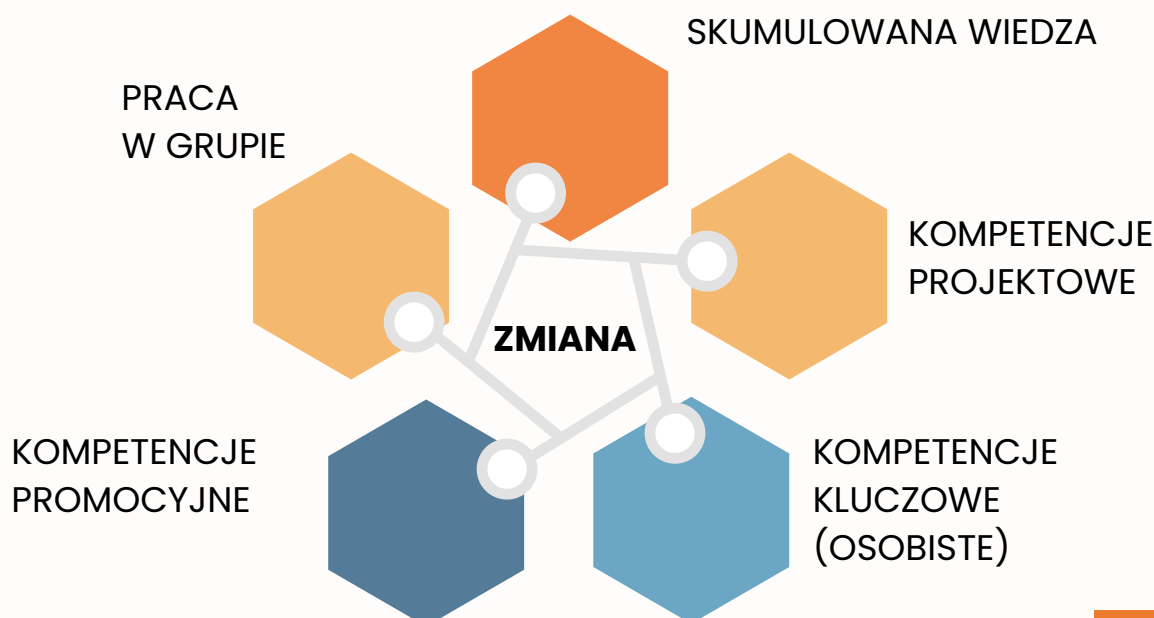 SKUMULOWANA WIEDZA
PRACA
W GRUPIE
KOMPETENCJE
PROJEKTOWE
ZMIANA
KOMPETENCJE
PROMOCYJNE
KOMPETENCJE
KLUCZOWE
(OSOBISTE)